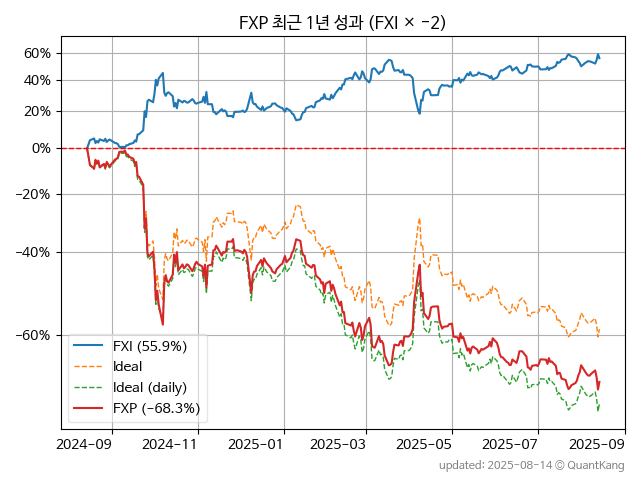 FXP 최근 1년 성과 (FXI × −2)
60%
40%
20%
0%
−20%
−40%
−60%
FXI (55.9%)
Ideal
Ideal (daily)
FXP (−68.3%)
2024-09 2024-11 2025-01 2025-03 2025-05 2025-07 2025-09
updated: 2025-08-14 © QuantKang